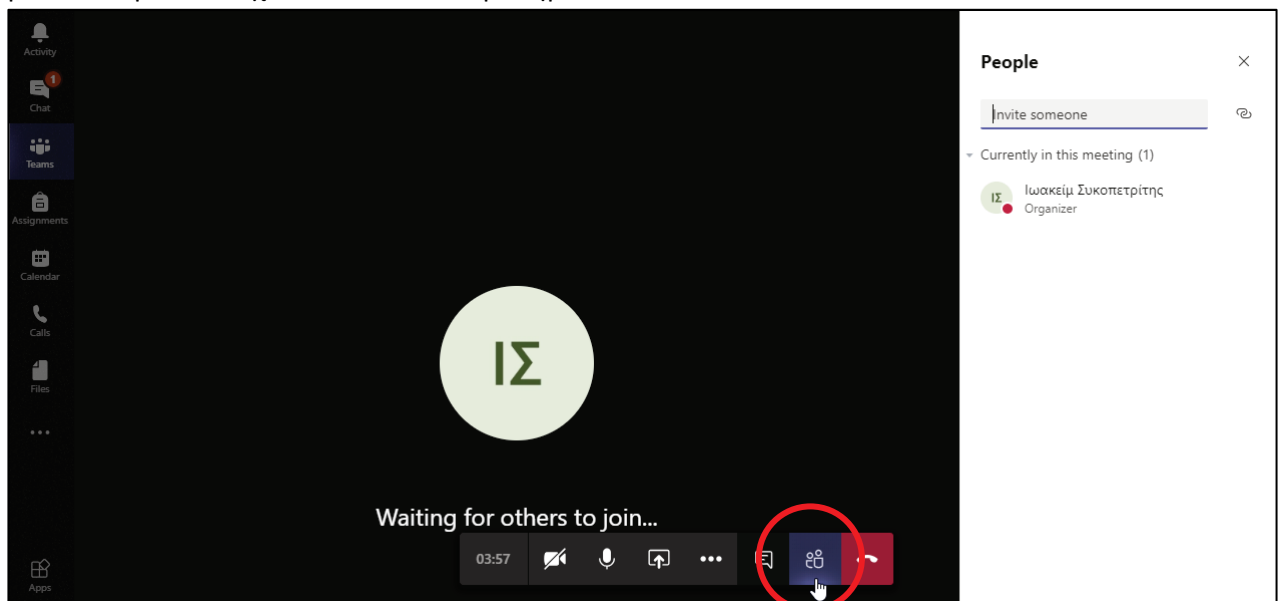 Activity
1
Chat
Teams
Assignments
Calendar
Calls
Files
Apps
ΙΣ
Waiting for others to join...
03:57
People
Invite someone
Currently in this meeting (1)
ΙΣ
Ιωακείμ Συκοπετρίτης
Organizer